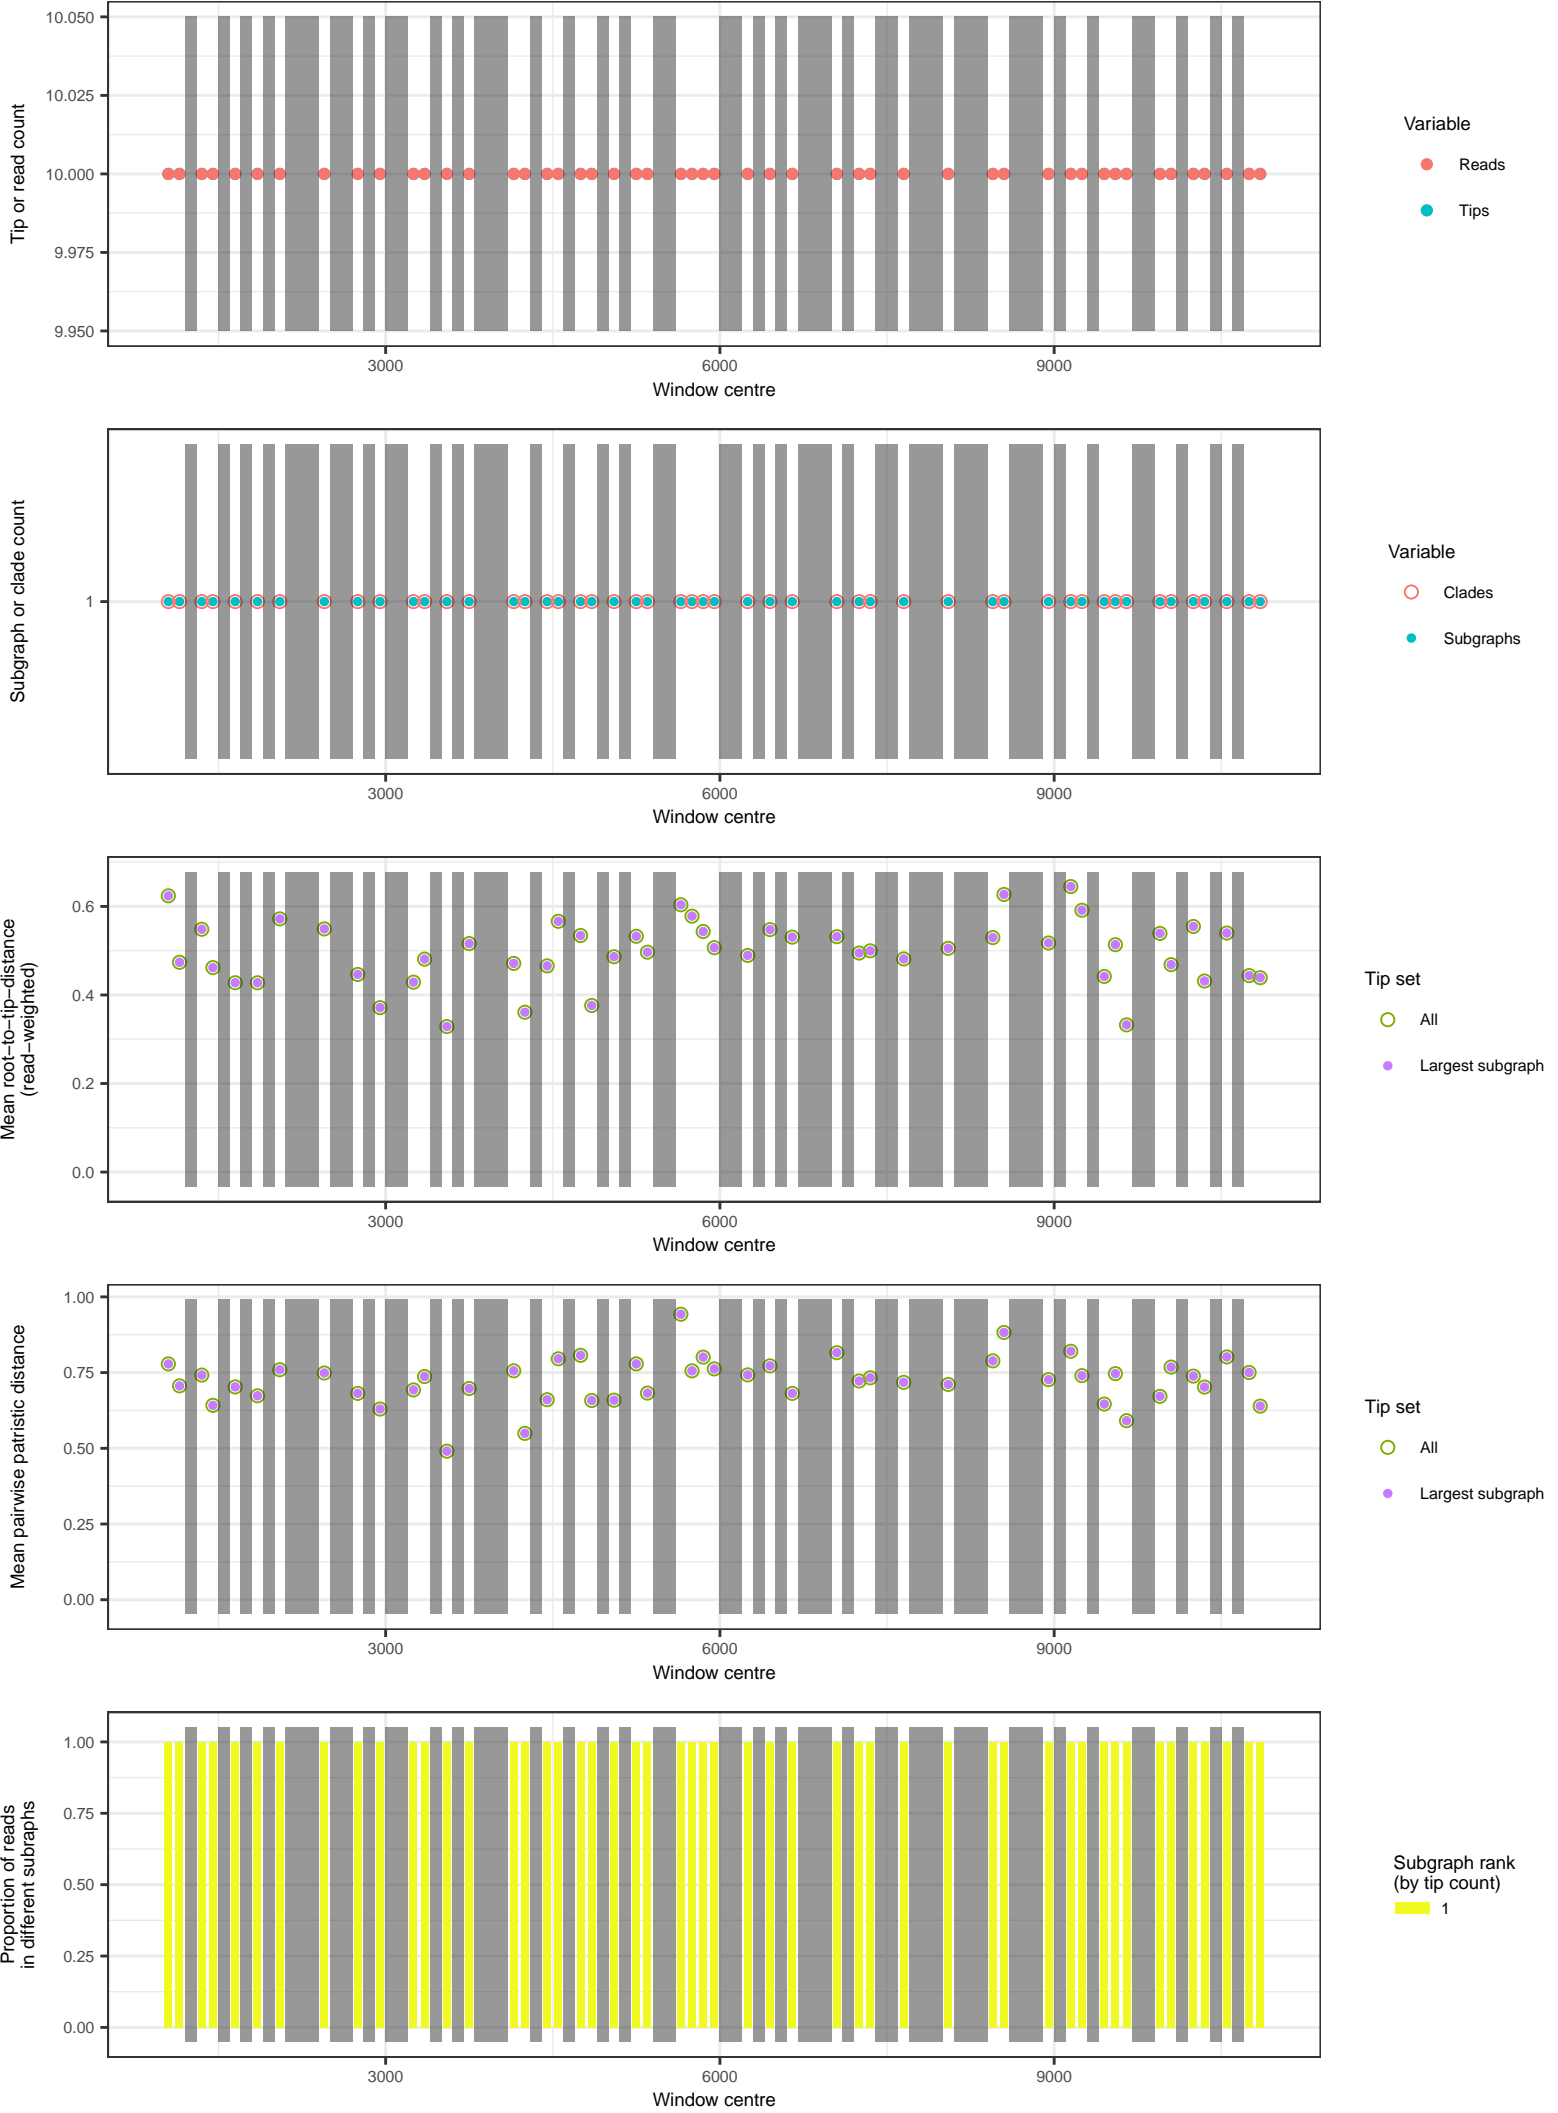 10.050
10.025
10.000
9.975
9.950
Tip or read count
3000
6000
9000
Window centre
Variable
Reads
Tips
1
Subgraph or clade count
3000
6000
9000
Window centre
Variable
Clades
Subgraphs
0.6
0.4
0.2
0.0
Mean root−to−tip−distance
(read−weighted)
3000
6000
9000
Window centre
Tip set
All
Largest subgraph
1.00
0.75
0.50
0.25
0.00
Mean pairwise patristic distance
3000
6000
9000
Window centre
Tip set
All
Largest subgraph
1.00
0.75
0.50
0.25
0.00
Proportion of reads
in different subraphs
3000
6000
9000
Window centre
Subgraph rank
(by tip count)
1